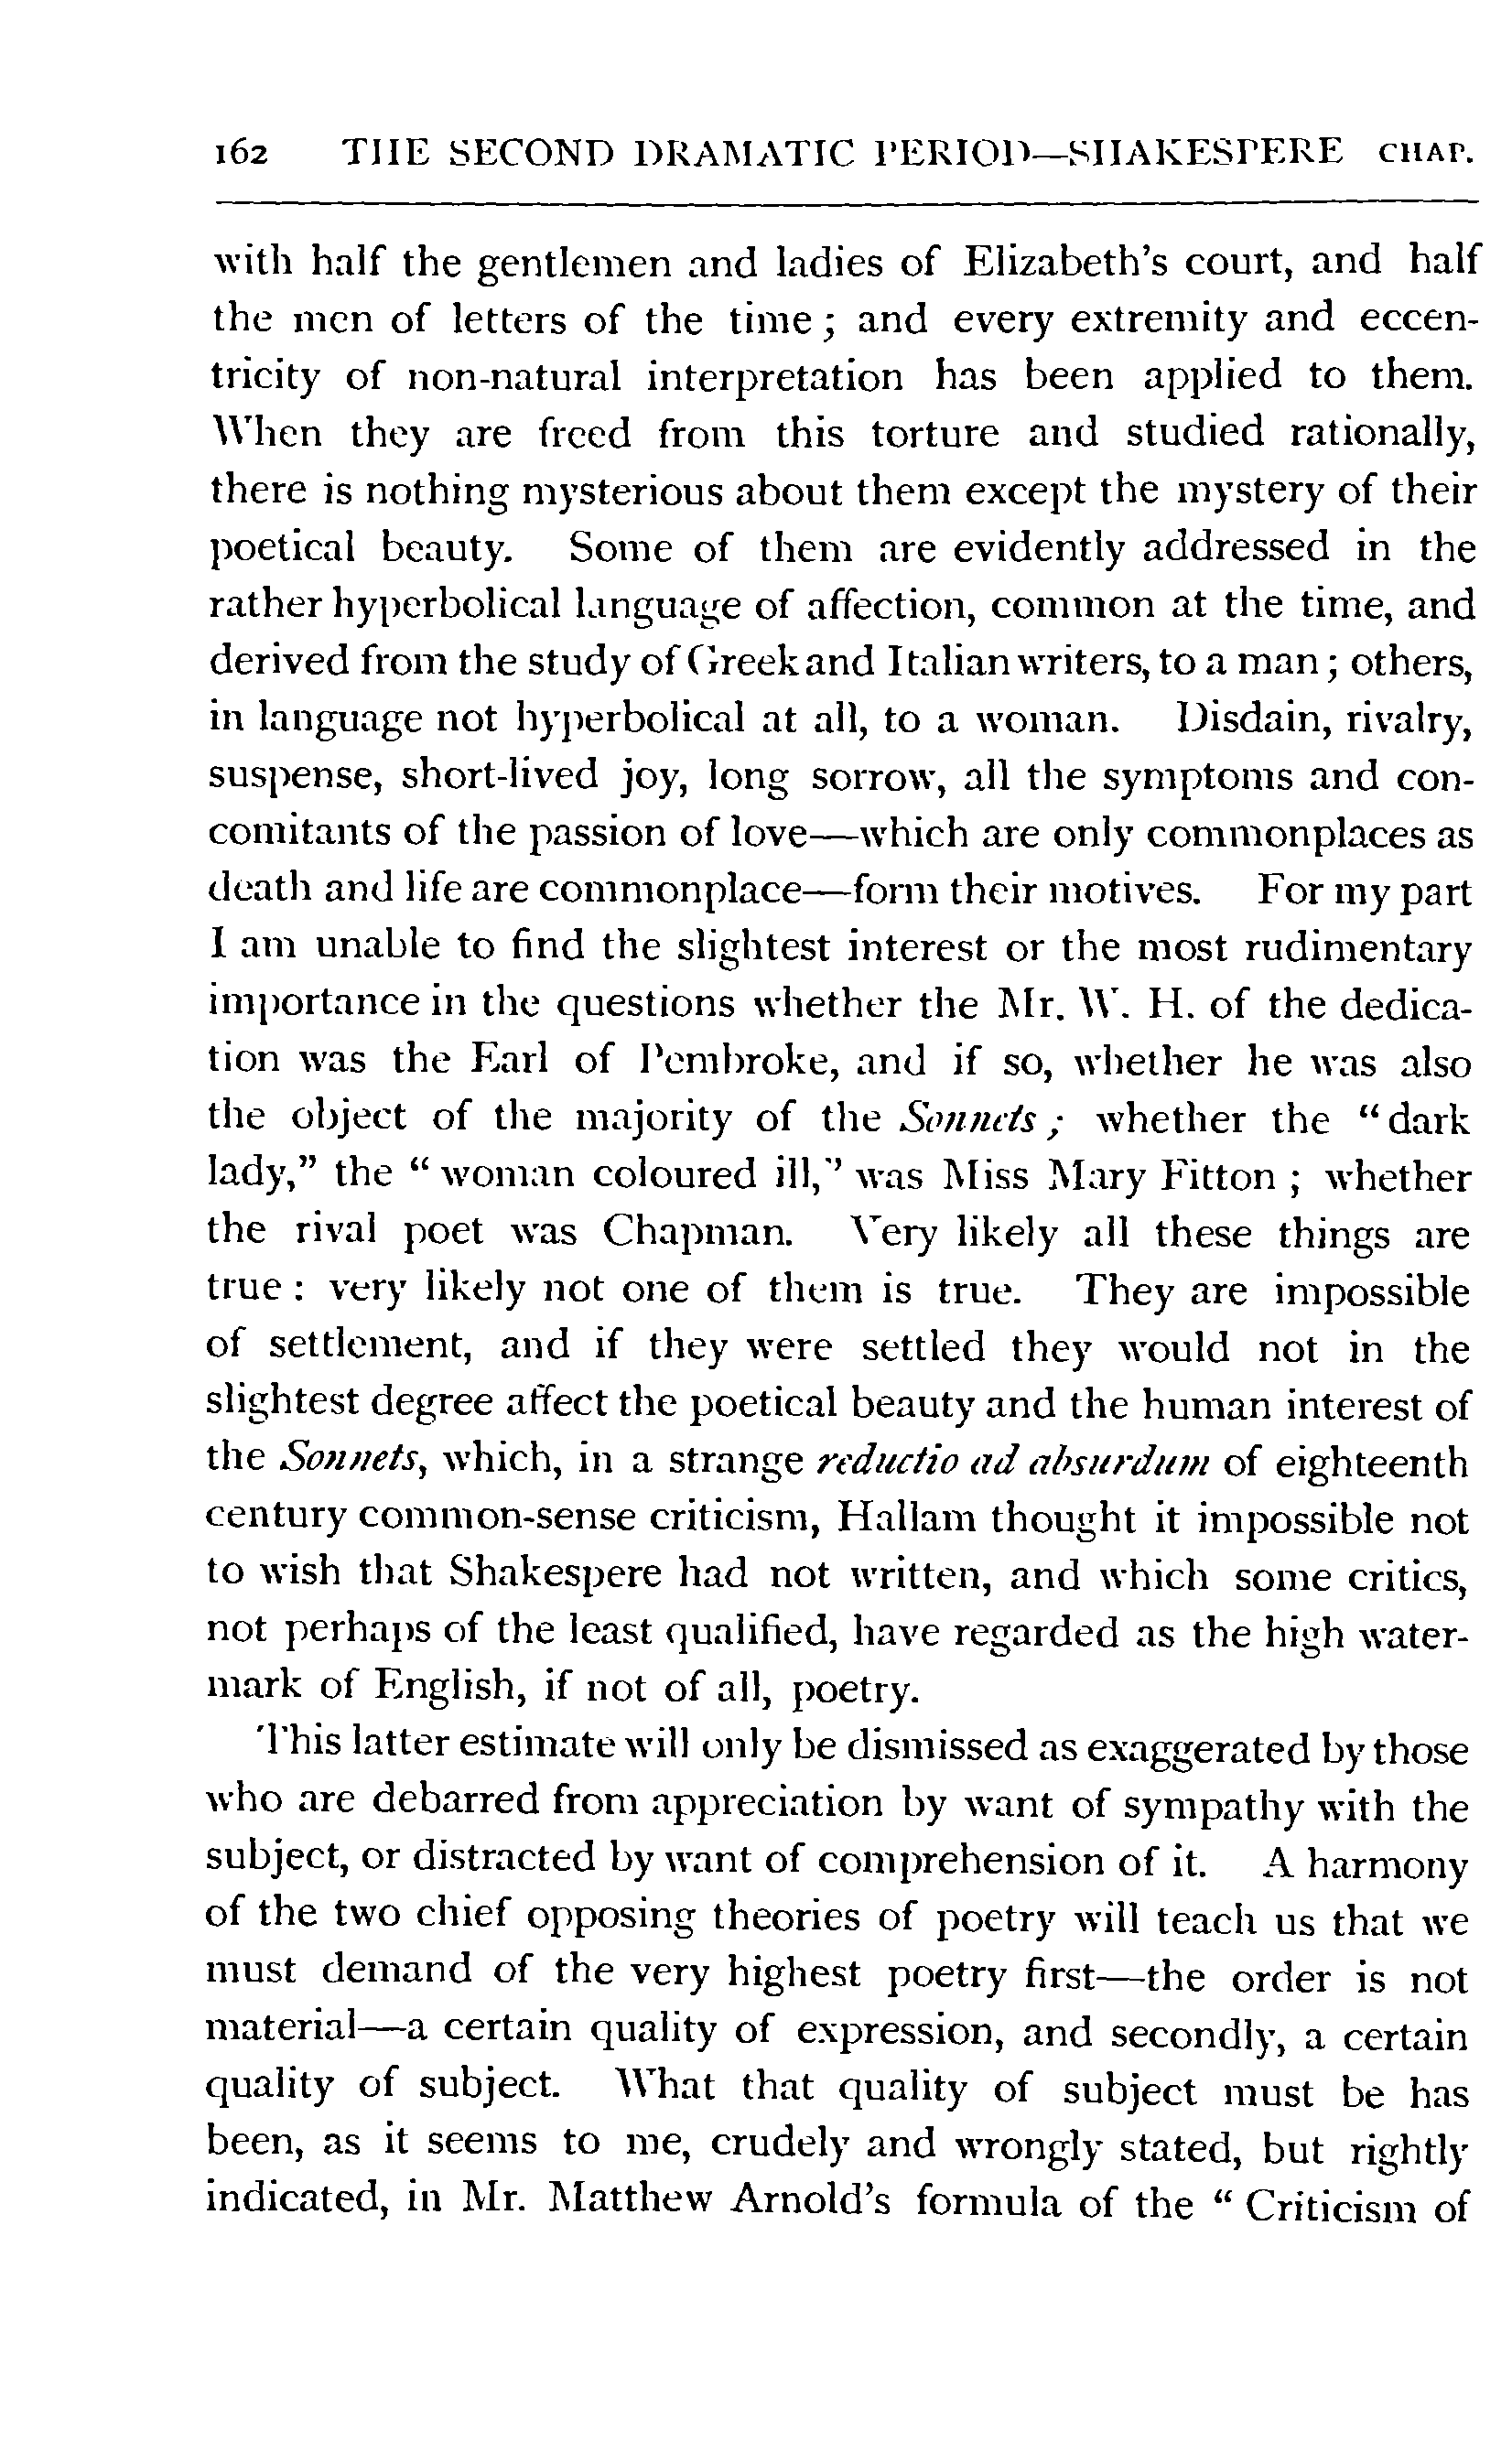 162 THE SECOND DRAMATIC PERIOD—SHAKESPERE CHAP.
with half the gentlemen and ladies of Elizabeth's court, and half
the men of letters of the time; and every extremity and eccen-
tricity of non-natural interpretation has been applied to them.
When they are freed from this torture and studied rationally,
there is nothing mysterious about them except the mystery of their
poetical beauty. Some of them are evidently addressed in the
rather hyperbolical language of affection, common at the time, and
derived from the study of Greek and Italian writers, to a man; others,
in language not hyperbolical at all, to a woman. Disdain, rivalry,
suspense, short-lived joy, long sorrow, all the symptoms and con-
comitants of the passion of love—which are only commonplaces as
death and life are commonplace—form their motives. For my part
I am unable to find the slightest interest or the most rudimentary
importance in the questions whether the Mr. W. H. of the dedica-
tion was the Earl of Pembroke, and if so, whether he was also
the object of the majority of the Sonnets; whether the "dark
lady," the "woman coloured ill," was Miss Mary Fitton; whether
the rival poet was Chapman. Very likely all these things are
true: very likely not one of them is true. They are impossible
of settlement, and if they were settled they would not in the
slightest degree affect the poetical beauty and the human interest of
the Sonnets, which, in a strange reductio ad absurdum of eighteenth
century common-sense criticism, Hallam thought it impossible not
to wish that Shakespere had not written, and which some critics,
not perhaps of the least qualified, have regarded as the high water-
mark of English, if not of all, poetry.
This latter estimate will only be dismissed as exaggerated by those
who are debarred from appreciation by want of sympathy with the
subject, or distracted by want of comprehension of it. A harmony
of the two chief opposing theories of poetry will teach us that we
must demand of the very highest poetry first—the order is not
material—a certain quality of expression, and secondly, a certain
quality of subject. What that quality of subject must be has
been, as it seems to me, crudely and wrongly stated, but rightly
indicated, in Mr. Matthew Arnold's formula of the "Criticism of